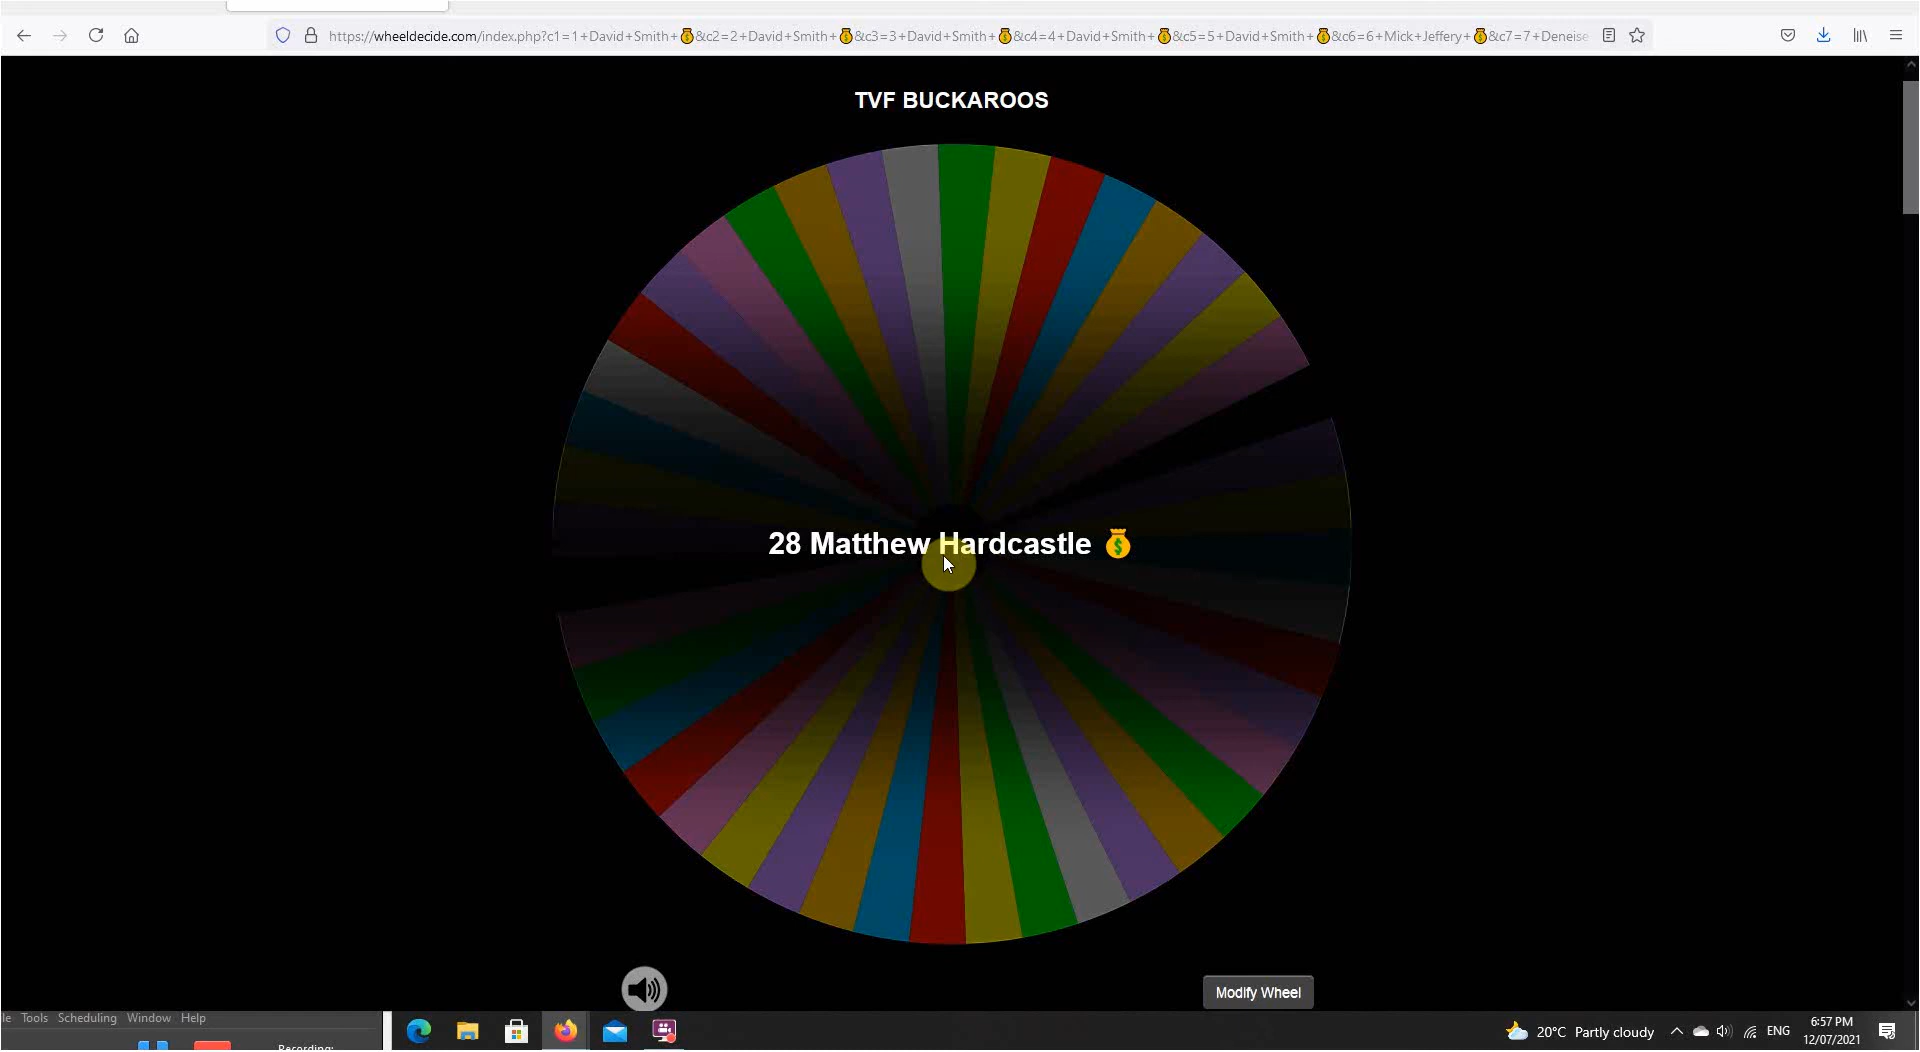 https://wheeldecide.com/index.php?c1=1+David+Smith+💰&c2=2+David+Smith+💰&c3=3+David+Smith+💰&c4=4+David+Smith+💰&c5=5+David+Smith+💰&c6=6+Mick+Jeffery+💰&c7=7+Deneise
TVF BUCKAROOS
28 Matthew Hardcastle 💰
Modify Wheel
le Tools Scheduling Window Help
Recording:
20°C Partly cloudy ENG 6:57 PM
12/07/2021